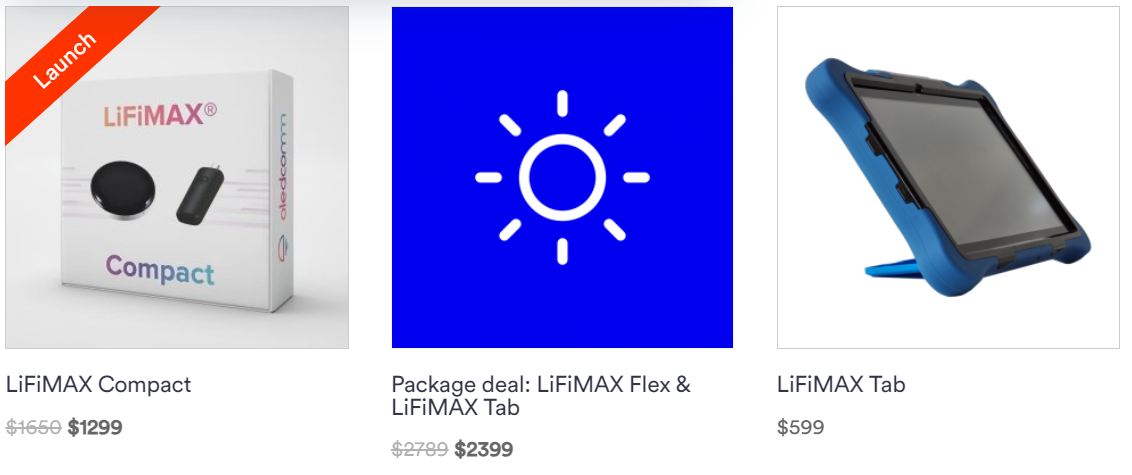 Launch
LiFiMAX®
oledcomm
Compact
LiFiMAX Compact
$1650 $1299
Package deal: LiFiMAX Flex &
LiFiMAX Tab
$2789 $2399
LiFiMAX Tab
$599